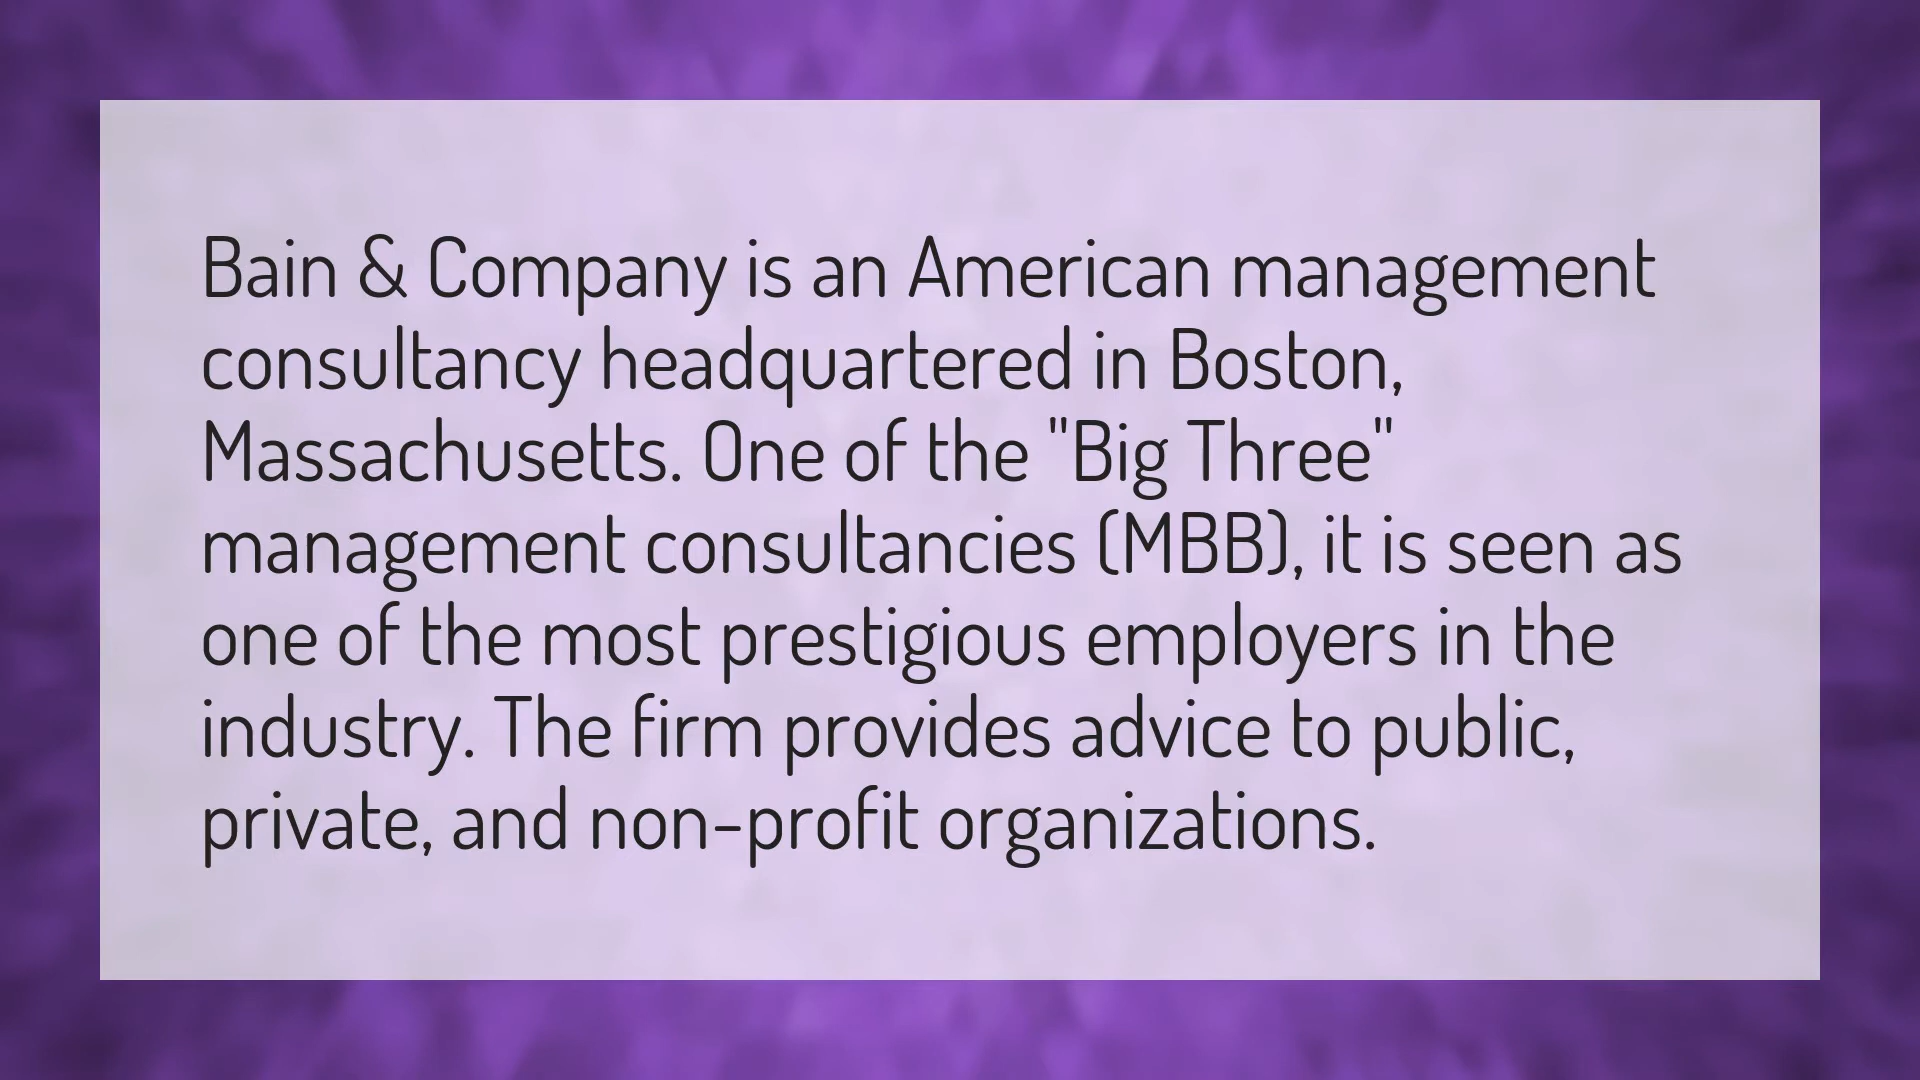 Bain & Company is an American management
consultancy headquartered in Boston,
Massachusetts. One of the "Big Three"
management consultancies (MBB), it is seen as
one of the most prestigious employers in the
industry. The firm provides advice to public,
private, and non-profit organizations.